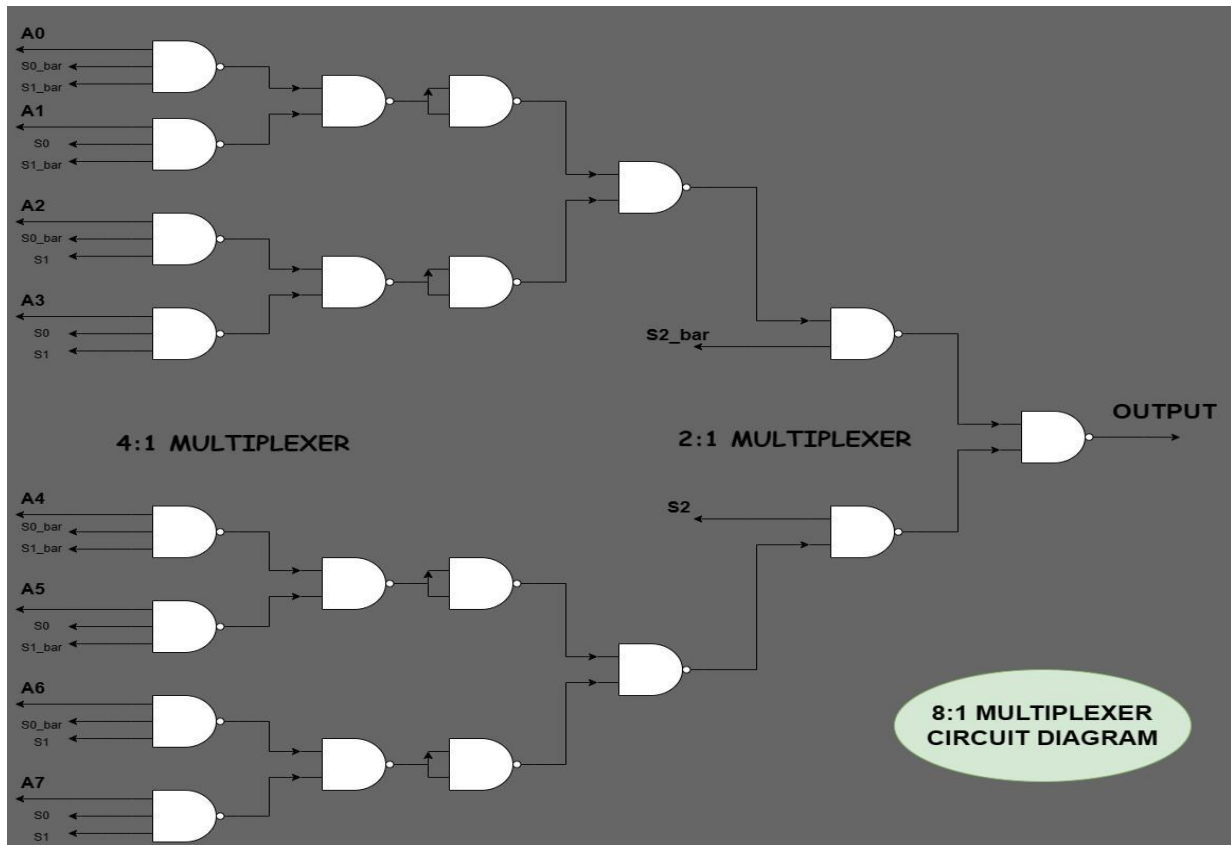 A0
S0_bar
S1_bar
A1
S0
S1_bar
A2
S0_bar
S1
A3
S0
S1
S2_bar
OUTPUT
4:1 MULTIPLEXER
2:1 MULTIPLEXER
A4
S0_bar
S1_bar
S2
A5
S0
S1_bar
A6
S0_bar
S1
A7
S0
S1
8:1 MULTIPLEXER
CIRCUIT DIAGRAM